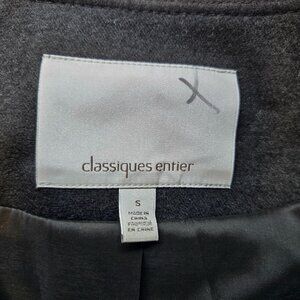 X
classiques entier
S
MADE IN
CHINA
FABRIQUÉ
EN CHINE